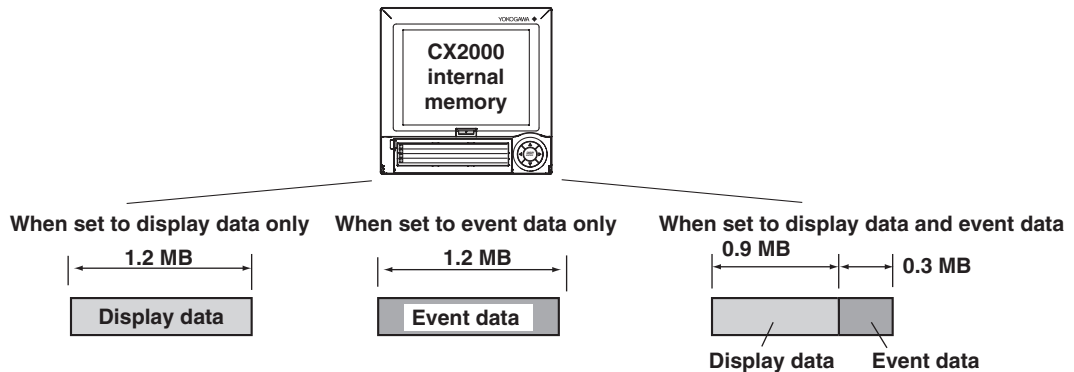 YOKOGAWA
CX2000
internal
memory
When set to display data only
1.2 MB
Display data
When set to event data only
1.2 MB
Event data
When set to display data and event data
0.9 MB
0.3 MB
Display data
Event data